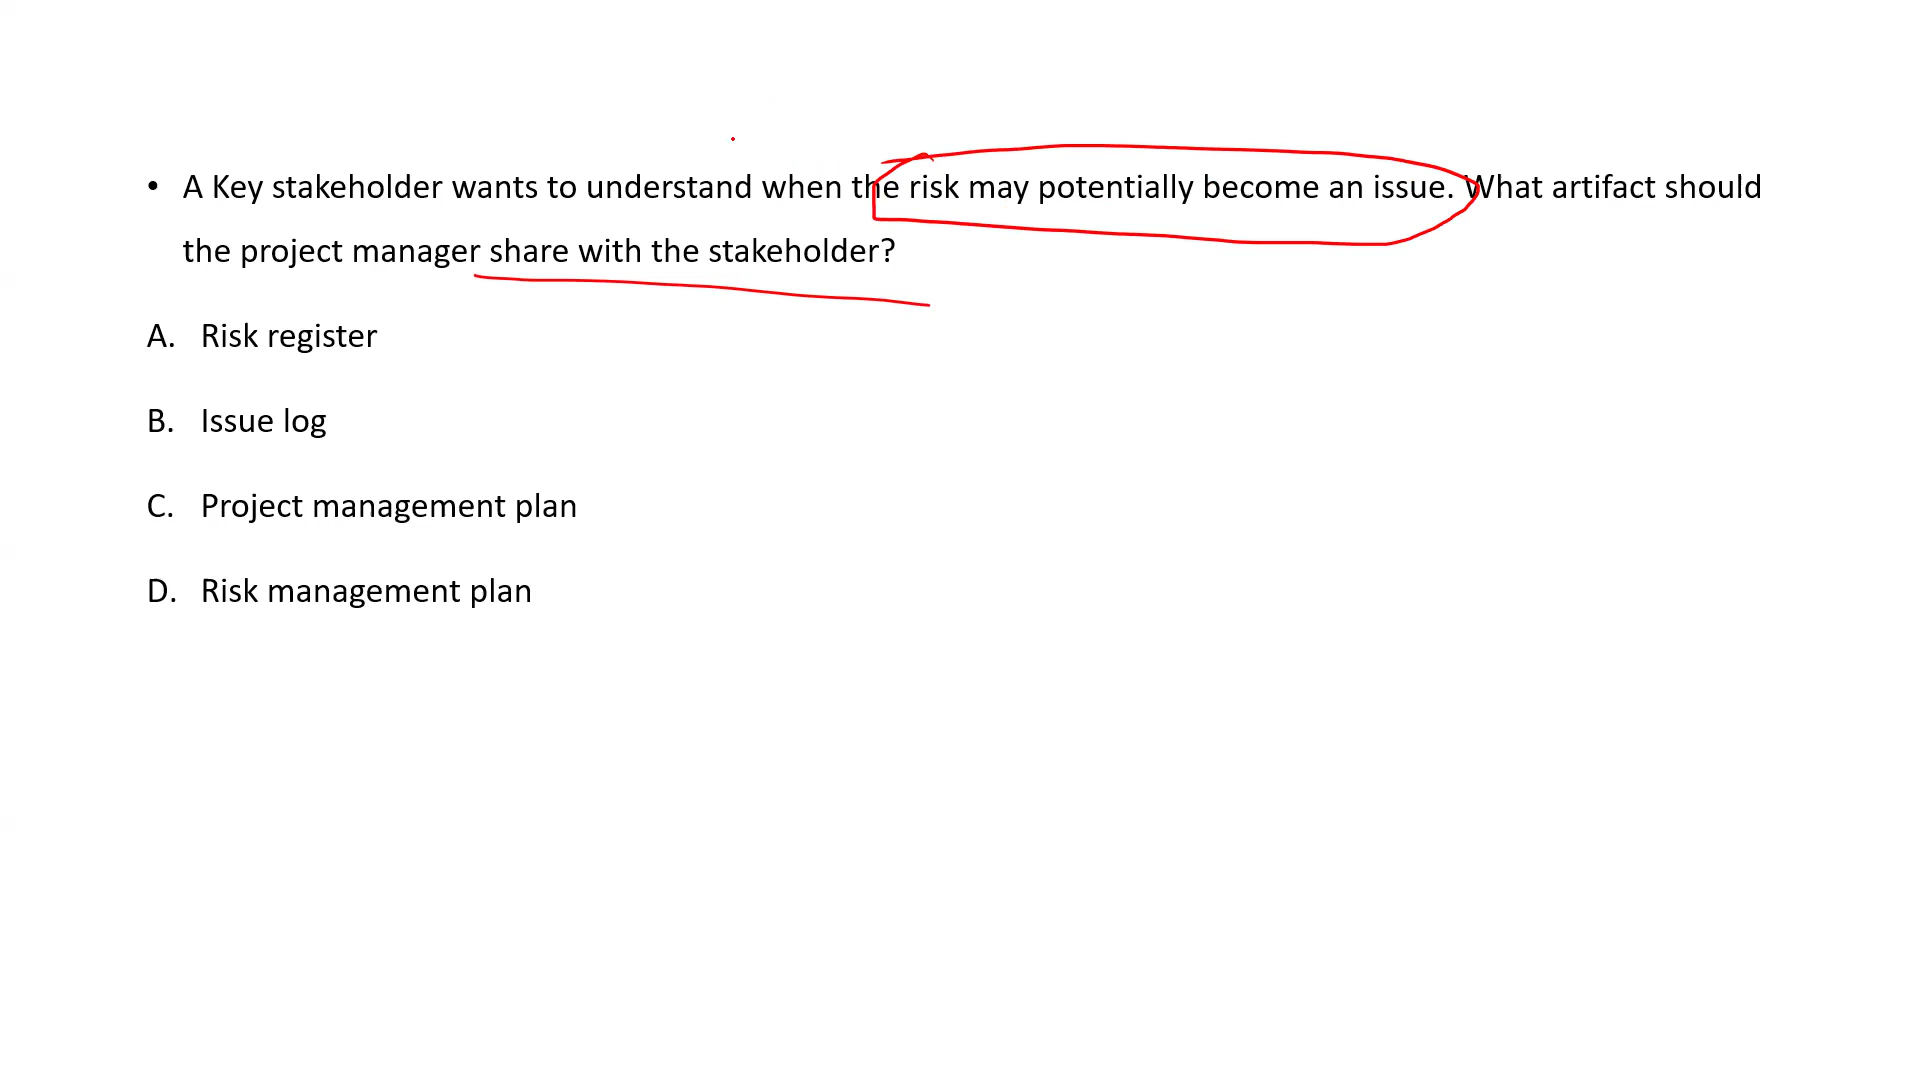 • A Key stakeholder wants to understand when the risk may potentially become an issue. What artifact should
the project manager share with the stakeholder?
A. Risk register
B. Issue log
C. Project management plan
D. Risk management plan